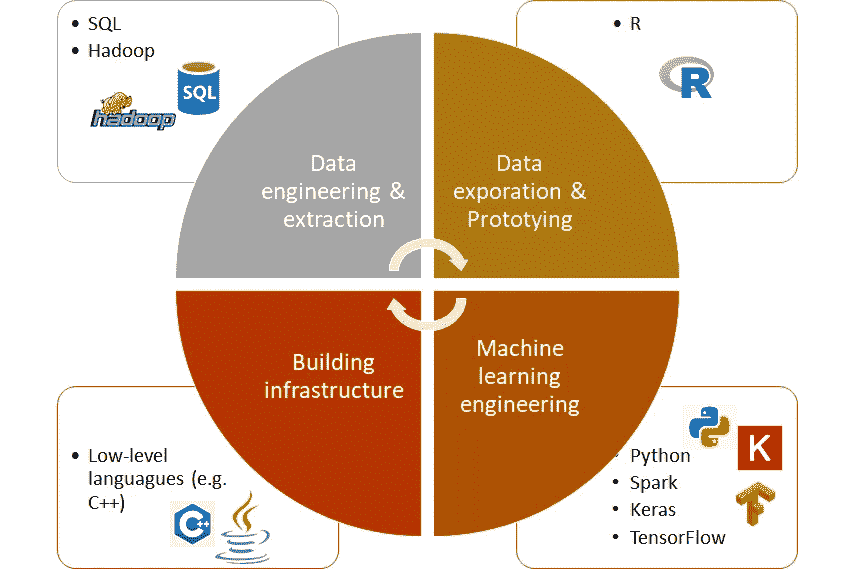 • SQL
• Hadoop
hadoop
SQL
• R
R
Data
engineering &
extraction
Data
exporation &
Prototying
Building
infrastructure
Machine
learning
engineering
• Low-level
languagues (e.g.
C++)
C++
• Python
• Spark
• Keras
• TensorFlow
K